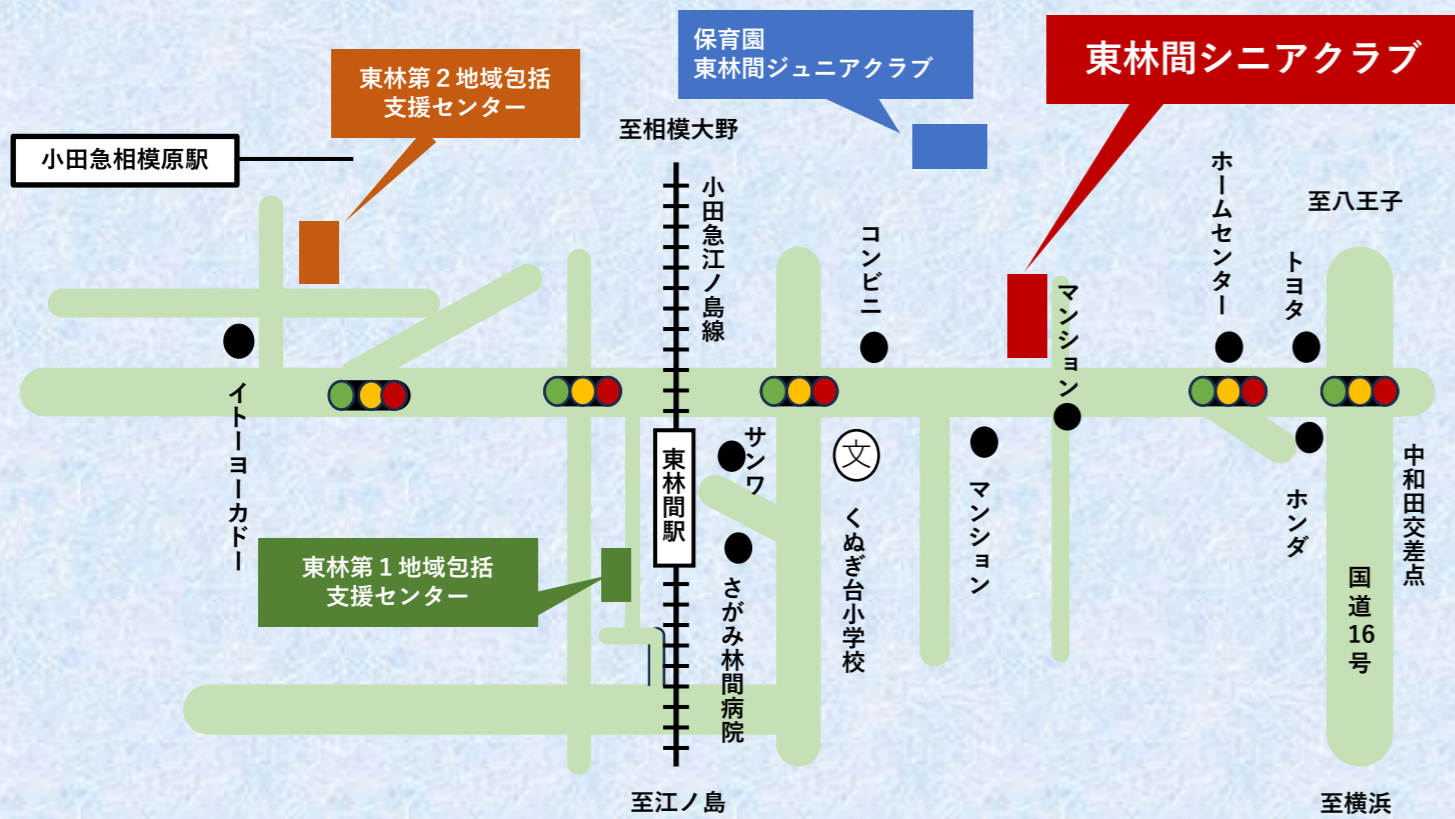 保育園
東林間ジュニアクラブ
東林間シニアクラブ
東林第２地域包括
支援センター
至相模大野
小田急相模原駅
小田急江ノ島線
コンビニ
マンション
ホームセンター
トヨタ
至八王子
イトーヨーカドー
東林間駅
サンワ
文
くぬぎ台小学校
マンション
ホンダ
中和田交差点
国道16号
東林第１地域包括
支援センター
さがみ林間病院
至江ノ島
至横浜